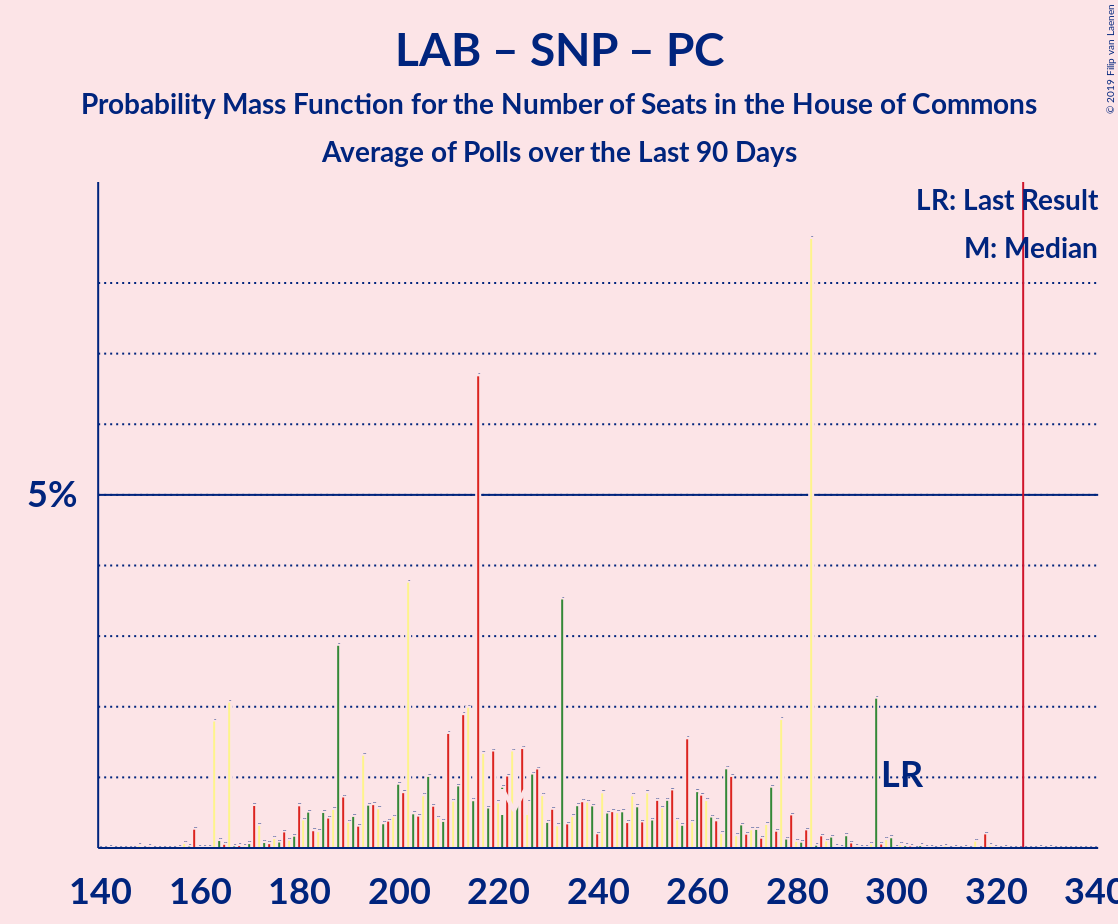 LAB – SNP – PC
Probability Mass Function for the Number of Seats in the House of Commons
Average of Polls over the Last 90 Days
© 2019 Filip van Laenen
LR: Last Result
M: Median
5%
LR
M
140 160 180 200 220 240 260 280 300 320 340